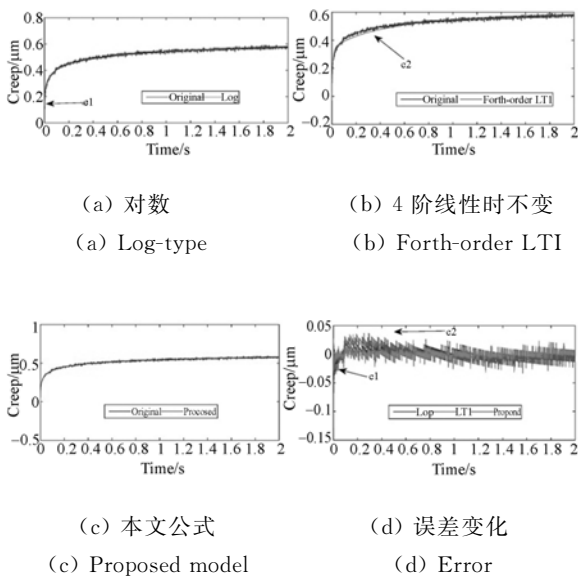 0.8
0.6
0.4
0.2
0
Creep/μm
e1
Original Log
0 0.2 0.4 0.6 0.8 1 1.2 1.4 1.6 1.8 2
Time/s
0.6
0.4
0.2
0
−0.2
Creep/μm
e2
Original Forth-order LTI
0 0.2 0.4 0.6 0.8 1 1.2 1.4 1.6 1.8 2
Time/s
(a) 对数
(a) Log-type
(b) 4 阶线性时不变
(b) Forth-order LTI
1
0.5
0
−0.5
Creep/μm
Original Procosed
0 0.2 0.4 0.6 0.8 1 1.2 1.4 1.6 1.8 2
Time/s
0.05
0
−0.05
−0.1
−0.15
Creep/μm
e2
e1
Lop LT1 Propond
0 0.2 0.4 0.6 0.8 1 1.2 1.4 1.6 1.8 2
Time/s
(c) 本文公式
(c) Proposed model
(d) 误差变化
(d) Error